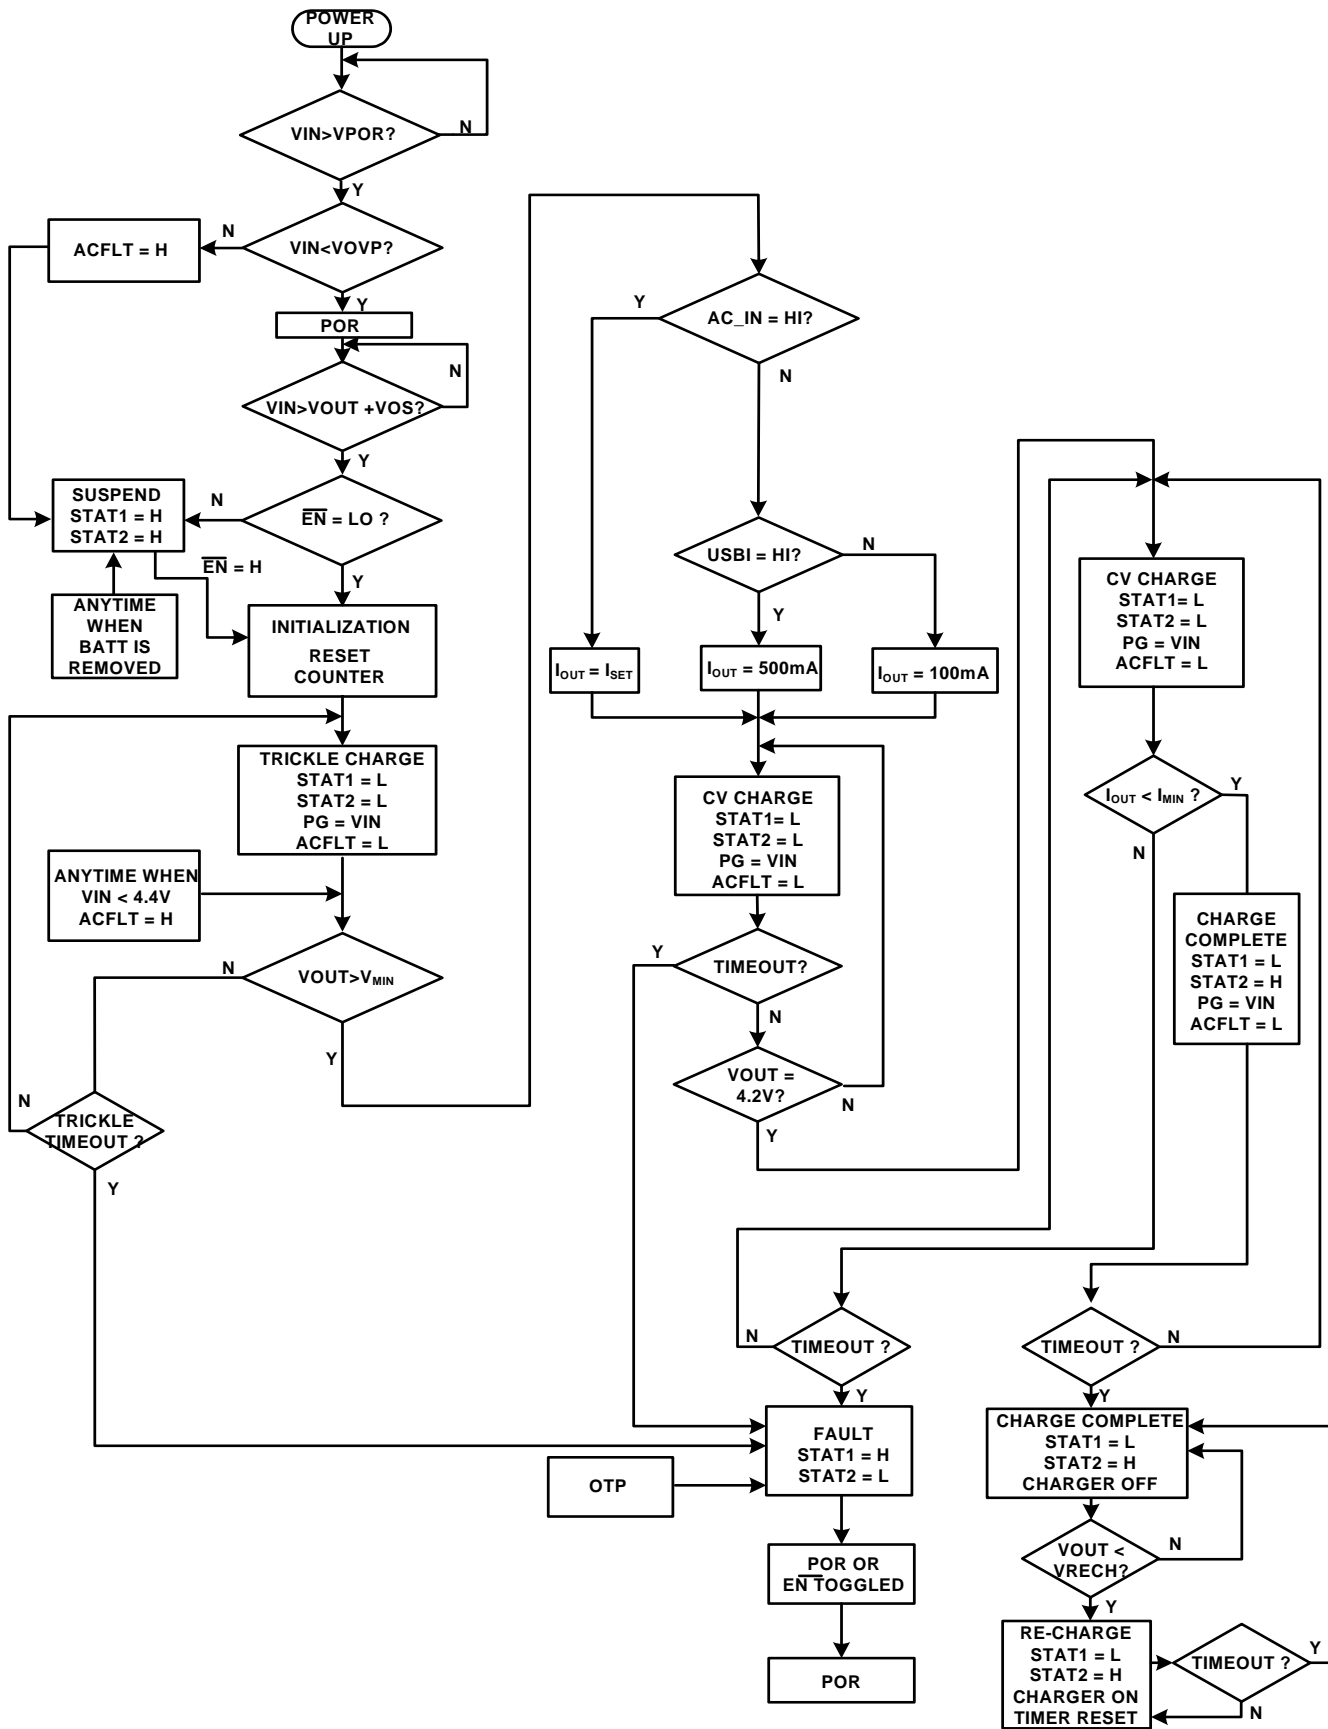 POWER
UP
VIN>VPOR?
N
Y
VIN<VOVP?
N
ACFLT = H
Y
POR
VIN>VOUT +VOS?
N
Y
E̅N̅ = LO ?
N
SUSPEND
STAT1 = H
STAT2 = H
E̅N̅ = H
ANYTIME
WHEN
BATT IS
REMOVED
Y
INITIALIZATION
RESET
COUNTER
TRICKLE CHARGE
STAT1 = L
STAT2 = L
PG = VIN
ACFLT = L
ANYTIME WHEN
VIN < 4.4V
ACFLT = H
VOUT>VMIN
N
Y
TRICKLE
TIMEOUT ?
N
Y
AC_IN = HI?
Y
N
USBI = HI?
N
Y
IOUT = ISET
IOUT = 500mA
IOUT = 100mA
CV CHARGE
STAT1= L
STAT2 = L
PG = VIN
ACFLT = L
TIMEOUT?
Y
N
VOUT =
4.2V?
N
Y
CV CHARGE
STAT1= L
STAT2 = L
PG = VIN
ACFLT = L
IOUT < IMIN ?
Y
N
CHARGE
COMPLETE
STAT1 = L
STAT2 = H
PG = VIN
ACFLT = L
TIMEOUT ?
N
Y
FAULT
STAT1 = H
STAT2 = L
OTP
POR OR
E̅N̅ TOGGLED
POR
TIMEOUT ?
N
Y
CHARGE COMPLETE
STAT1 = L
STAT2 = H
CHARGER OFF
VOUT <
VRECH?
N
Y
RE-CHARGE
STAT1 = L
STAT2 = H
CHARGER ON
TIMER RESET
TIMEOUT ?
Y
N